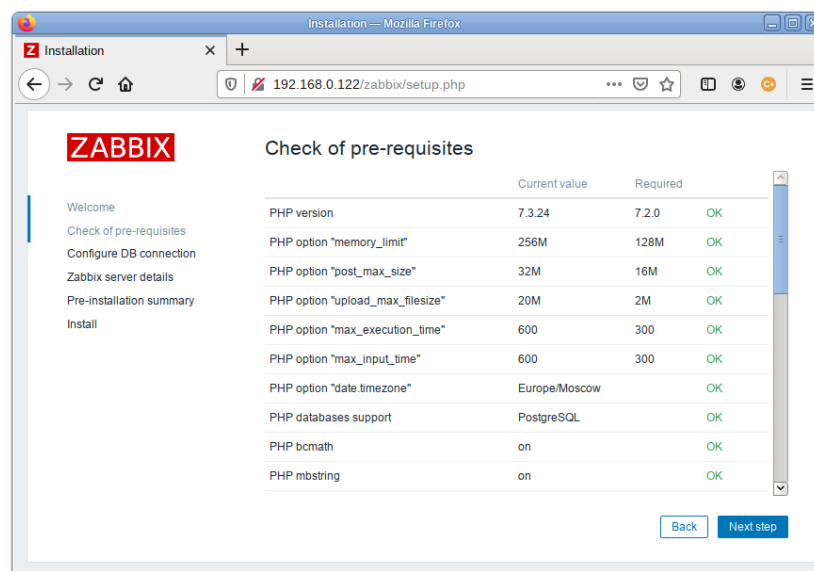 Installation — Mozilla Firefox
Z Installation
192.168.0.122/zabbix/setup.php
ZABBIX
Welcome
Check of pre-requisites
Configure DB connection
Zabbix server details
Pre-installation summary
Install
Check of pre-requisites
Current value Required
PHP version 7.3.24 7.2.0 OK
PHP option "memory_limit" 256M 128M OK
PHP option "post_max_size" 32M 16M OK
PHP option "upload_max_filesize" 20M 2M OK
PHP option "max_execution_time" 600 300 OK
PHP option "max_input_time" 600 300 OK
PHP option "date.timezone" Europe/Moscow OK
PHP databases support PostgreSQL OK
PHP bcmath on OK
PHP mbstring on OK
Back Next step